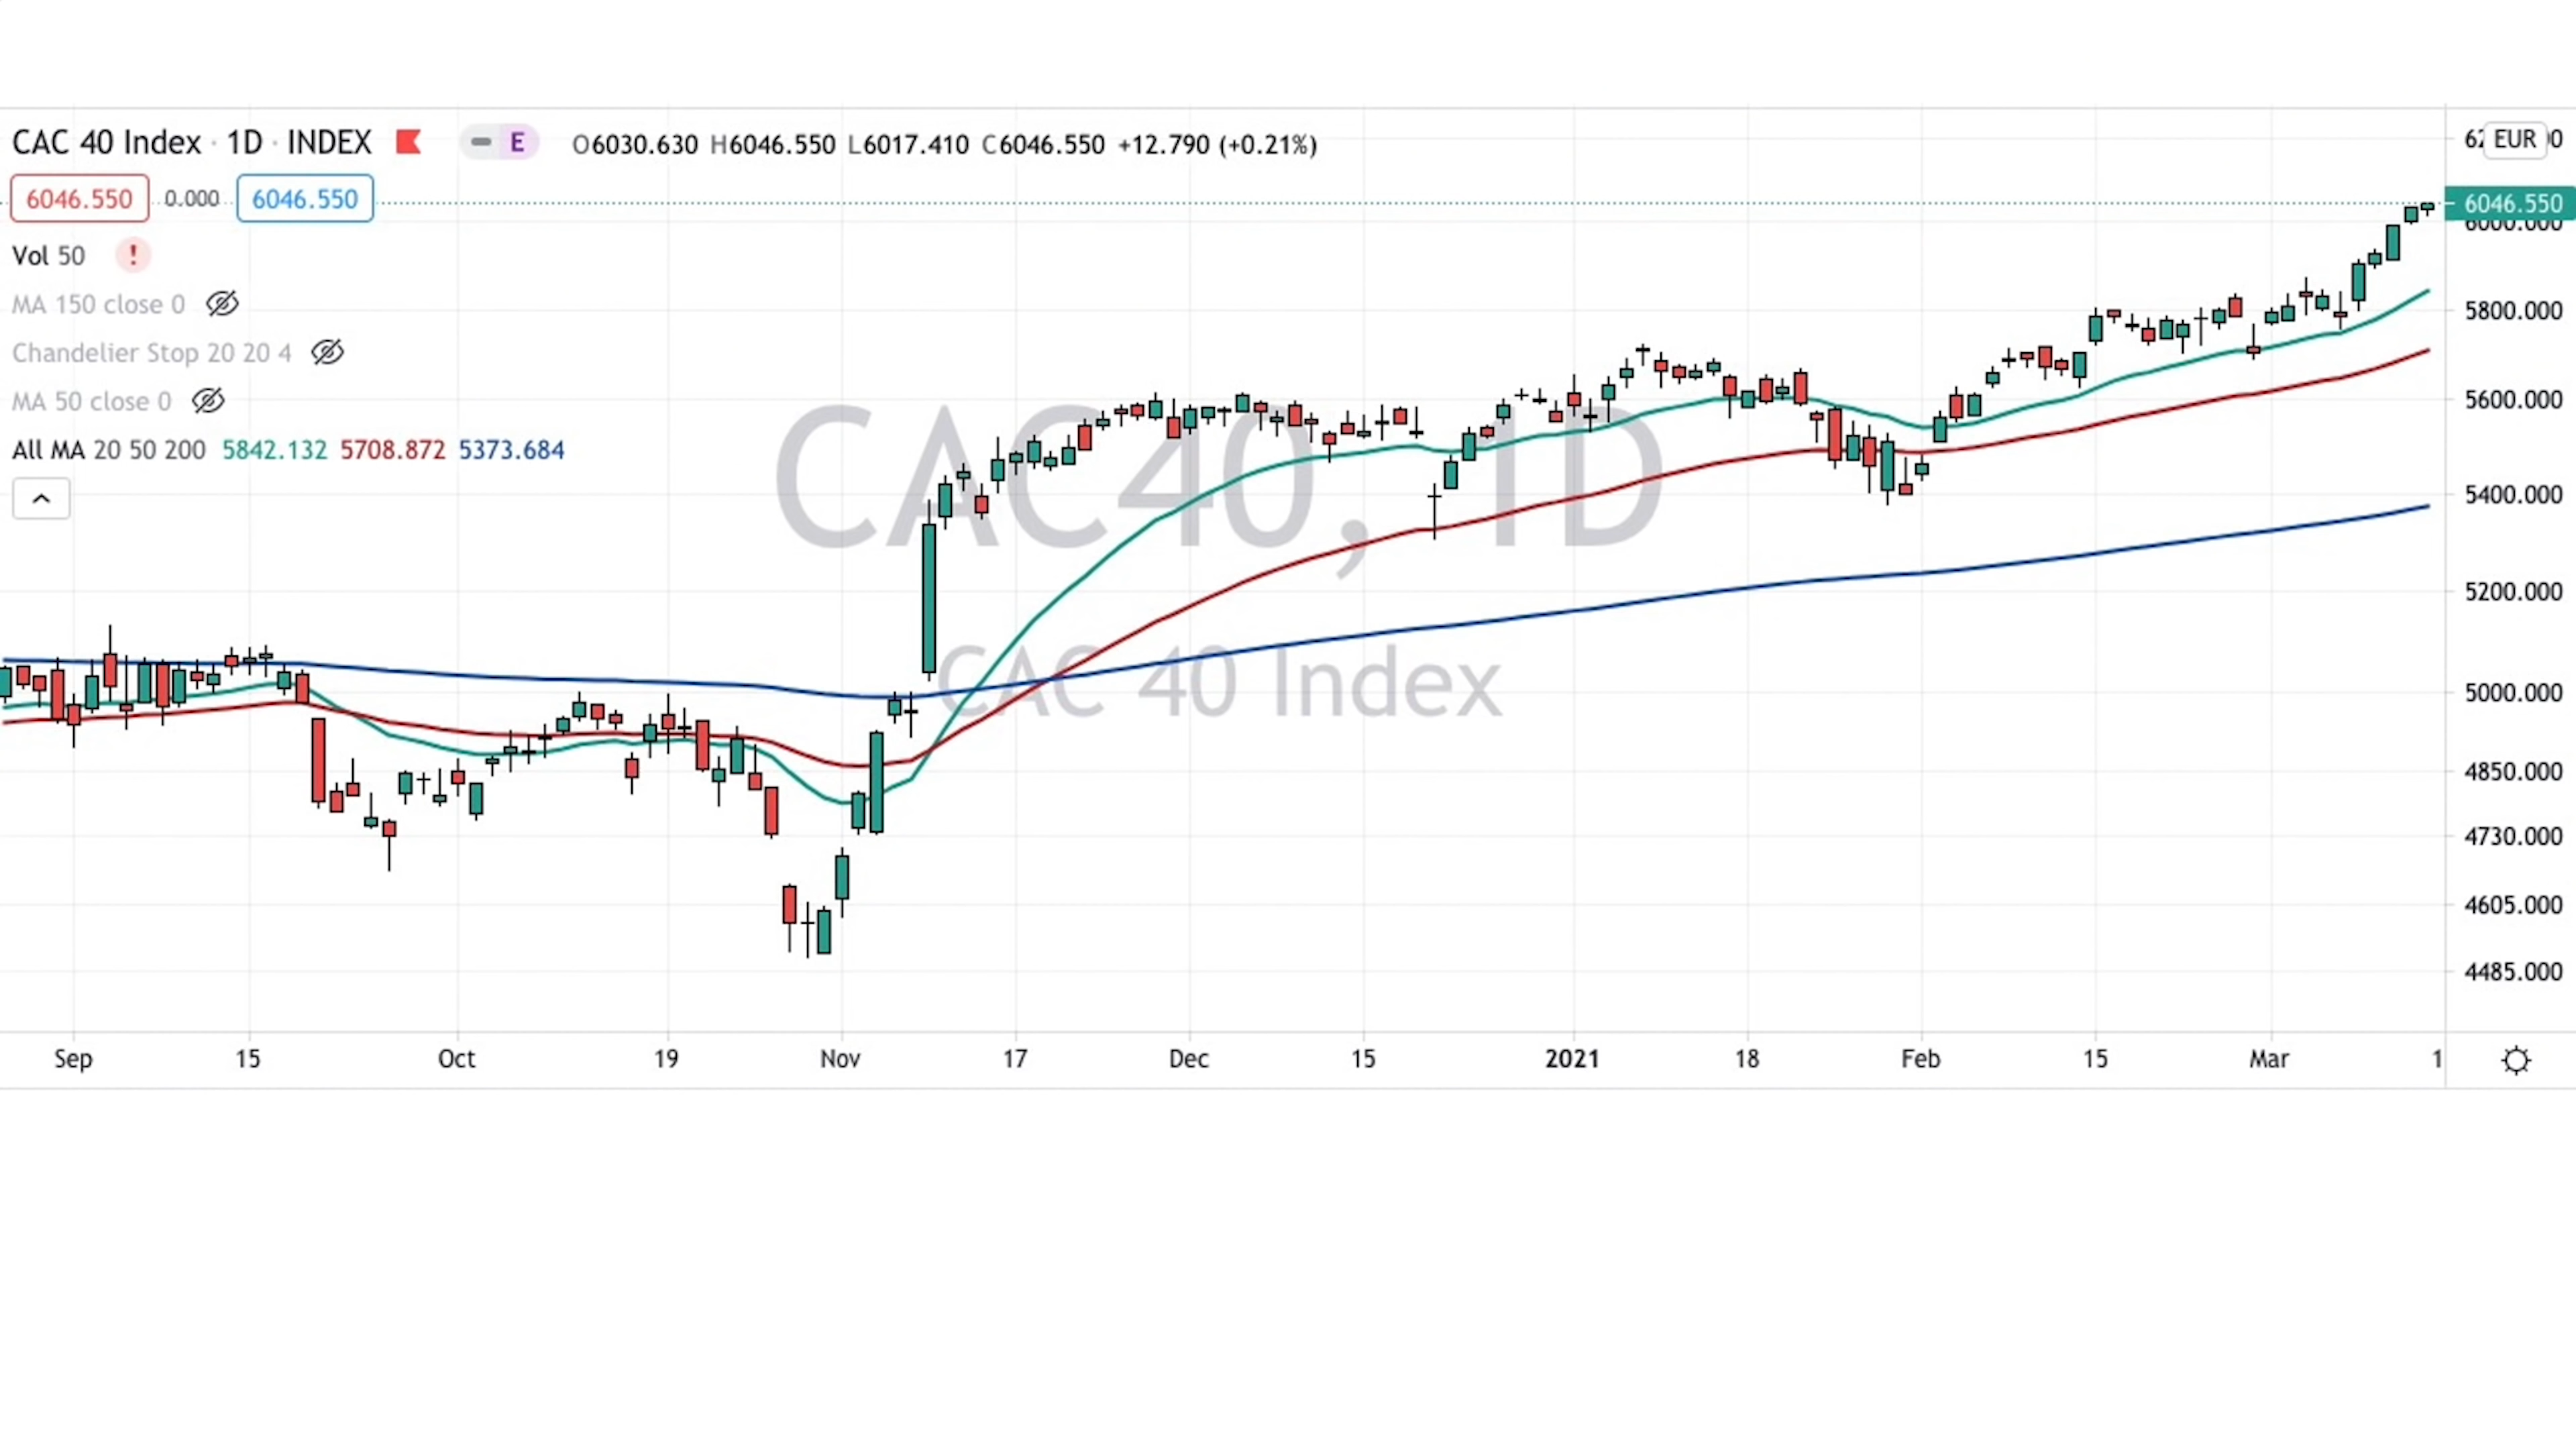 CAC 40 Index · 1D · INDEX E O6030.630 H6046.550 L6017.410 C6046.550 +12.790 (+0.21%)
EUR
6046.550 0.000 6046.550
6046.550
6000.000
Vol 50 !
MA 150 close 0
5800.000
Chandelier Stop 20 20 4
MA 50 close 0
5600.000
All MA 20 50 200 5842.132 5708.872 5373.684
CAC40, 1D
5400.000
5200.000
CAC 40 Index
5000.000
4850.000
4730.000
4605.000
4485.000
Sep 15 Oct 19 Nov 17 Dec 15 2021 18 Feb 15 Mar 1